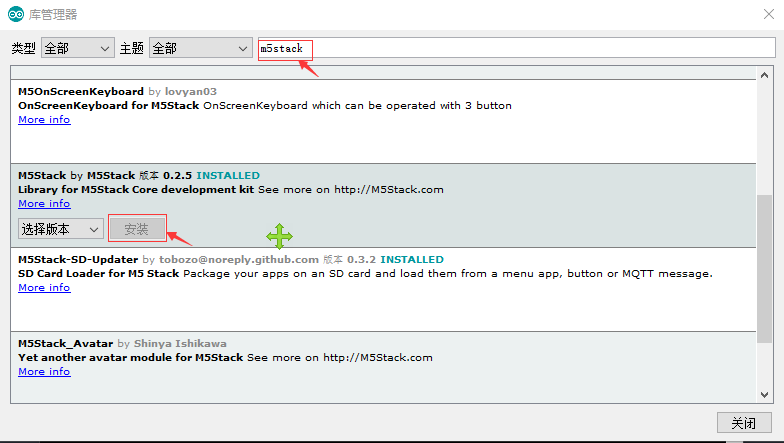 库管理器
类型 全部 主题 全部 m5stack
M5OnScreenKeyboard by lovyan03
OnScreenKeyboard for M5Stack OnScreenKeyboard which can be operated with 3 button
More info
M5Stack by M5Stack 版本 0.2.5 INSTALLED
Library for M5Stack Core development kit See more on http://M5Stack.com
More info
选择版本 安装
M5Stack-SD-Updater by tobozo@noreply.github.com 版本 0.3.2 INSTALLED
SD Card Loader for M5 Stack Package your apps on an SD card and load them from a menu app, button or MQTT message.
More info
M5Stack_Avatar by Shinya Ishikawa
Yet another avatar module for M5Stack See more on http://M5Stack.com
More info
关闭